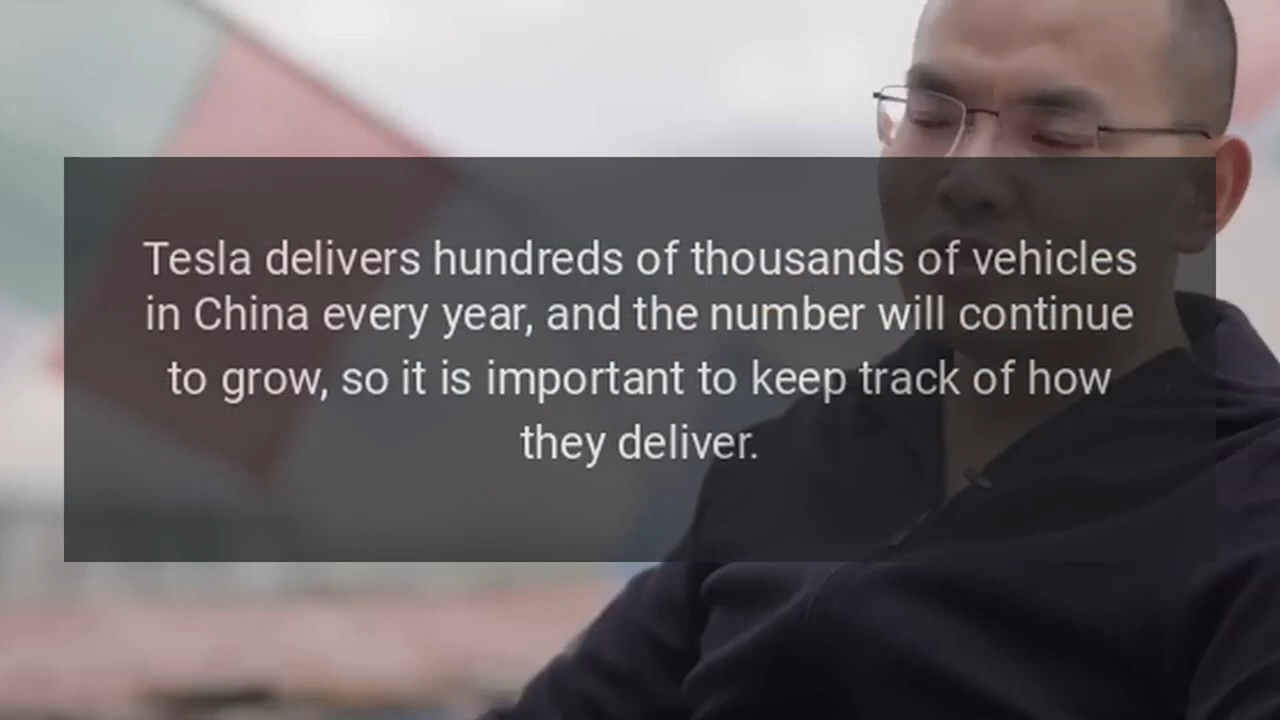 Tesla delivers hundreds of thousands of vehicles
in China every year, and the number will continue
to grow, so it is important to keep track of how
they deliver.